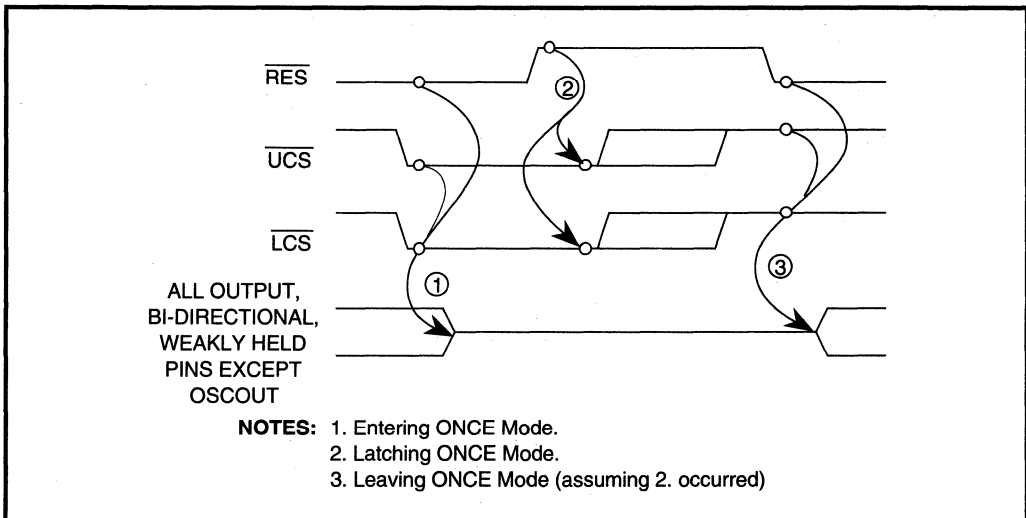 RES
②
UCS
LCS
①
③
ALL OUTPUT,
BI-DIRECTIONAL,
WEAKLY HELD
PINS EXCEPT
OSCOUT
NOTES: 1. Entering ONCE Mode.
2. Latching ONCE Mode.
3. Leaving ONCE Mode (assuming 2. occurred)